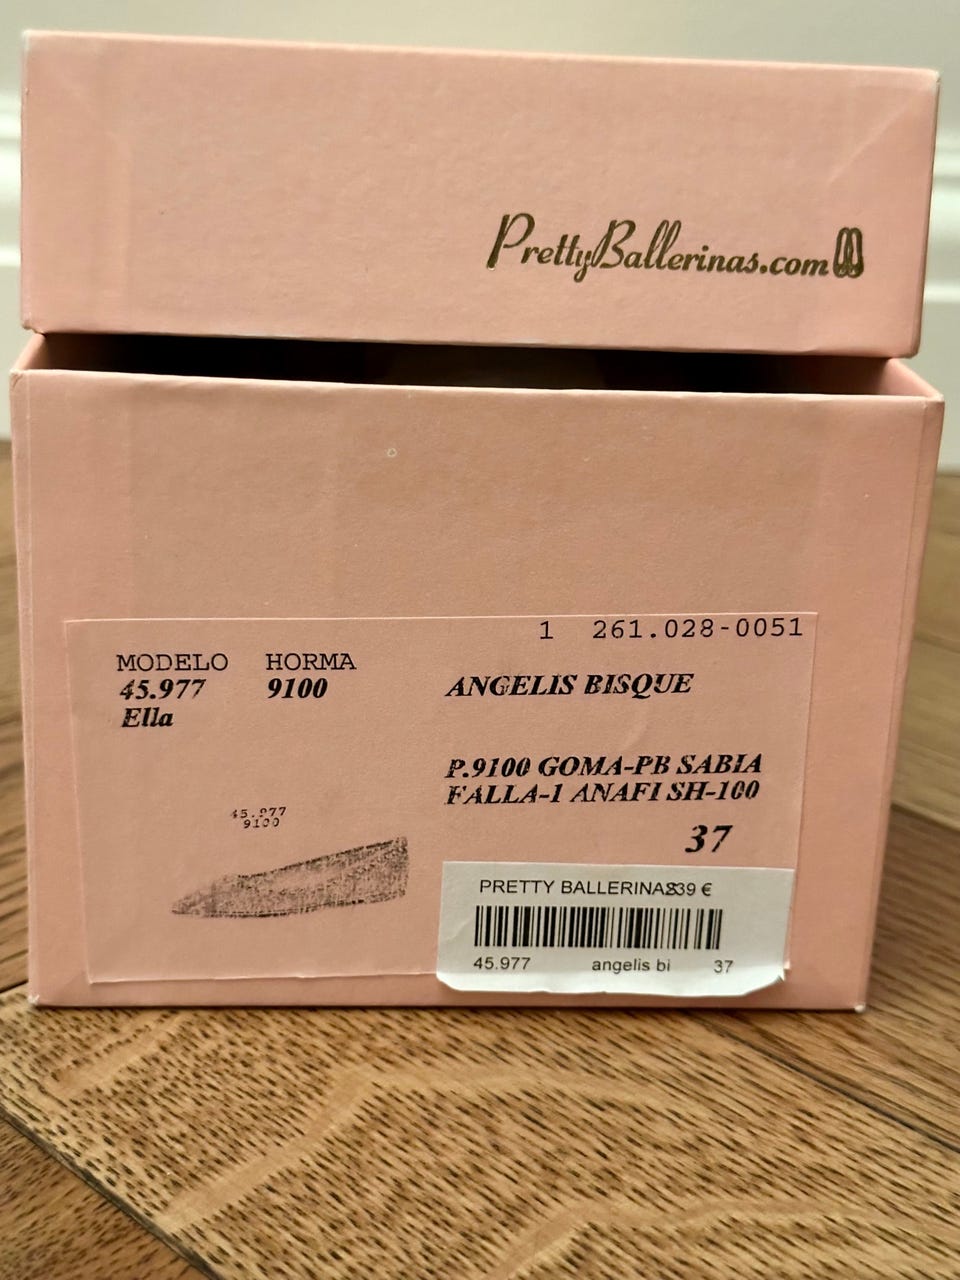 PrettyBallerinas.com
1 261.028-0051
MODELO HORMA
45.977 9100
Ella
ANGELIS BISQUE
P.9100 GOMA-PB SABIA
FALLA-1 ANAFI SH-100
37
45.977
9100
PRETTY BALLERINAS 239 €
45.977 angelis bi 37